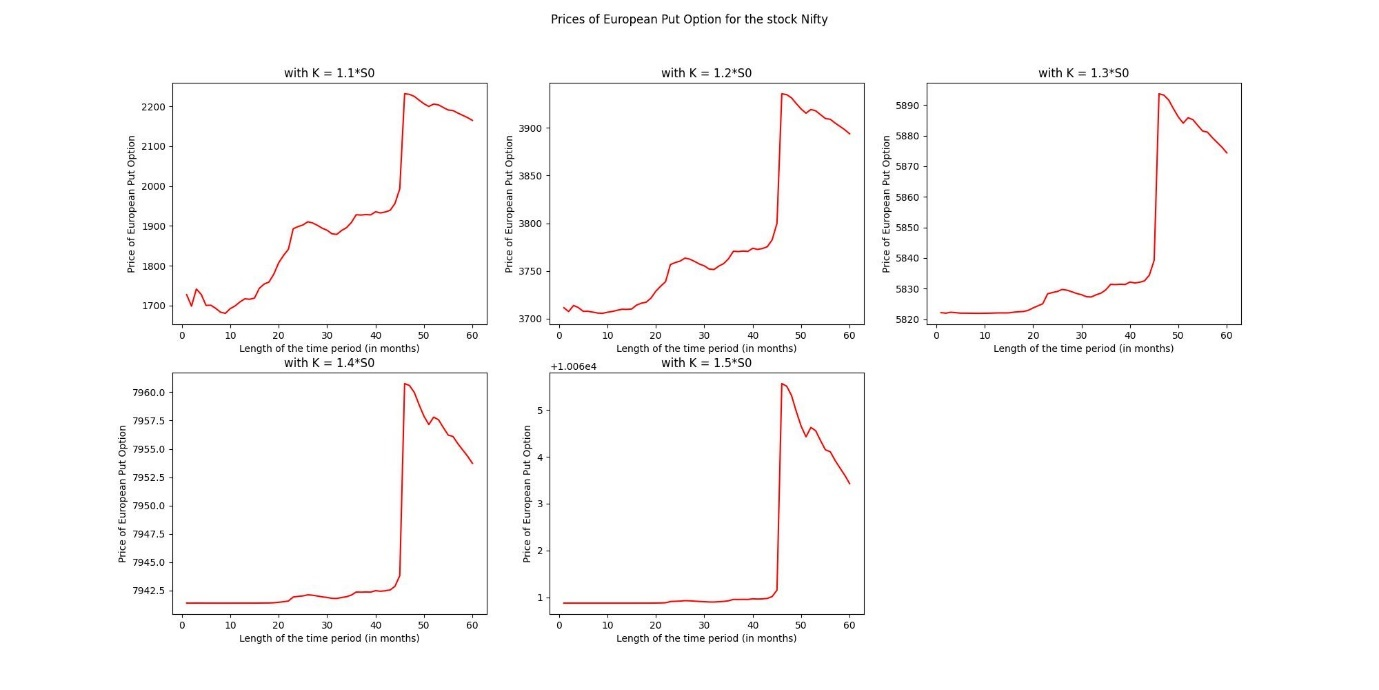 Prices of European Put Option for the stock Nifty
with K = 1.1*S0
Price of European Put Option
2200
2100
2000
1900
1800
1700
0 10 20 30 40 50 60
Length of the time period (in months)
with K = 1.2*S0
Price of European Put Option
3900
3850
3800
3750
3700
0 10 20 30 40 50 60
Length of the time period (in months)
with K = 1.3*S0
Price of European Put Option
5890
5880
5870
5860
5850
5840
5830
5820
0 10 20 30 40 50 60
Length of the time period (in months)
with K = 1.4*S0
Price of European Put Option
7960.0
7957.5
7955.0
7952.5
7950.0
7947.5
7945.0
7942.5
0 10 20 30 40 50 60
Length of the time period (in months)
+1.006e4
with K = 1.5*S0
Price of European Put Option
5
4
3
2
1
0 10 20 30 40 50 60
Length of the time period (in months)